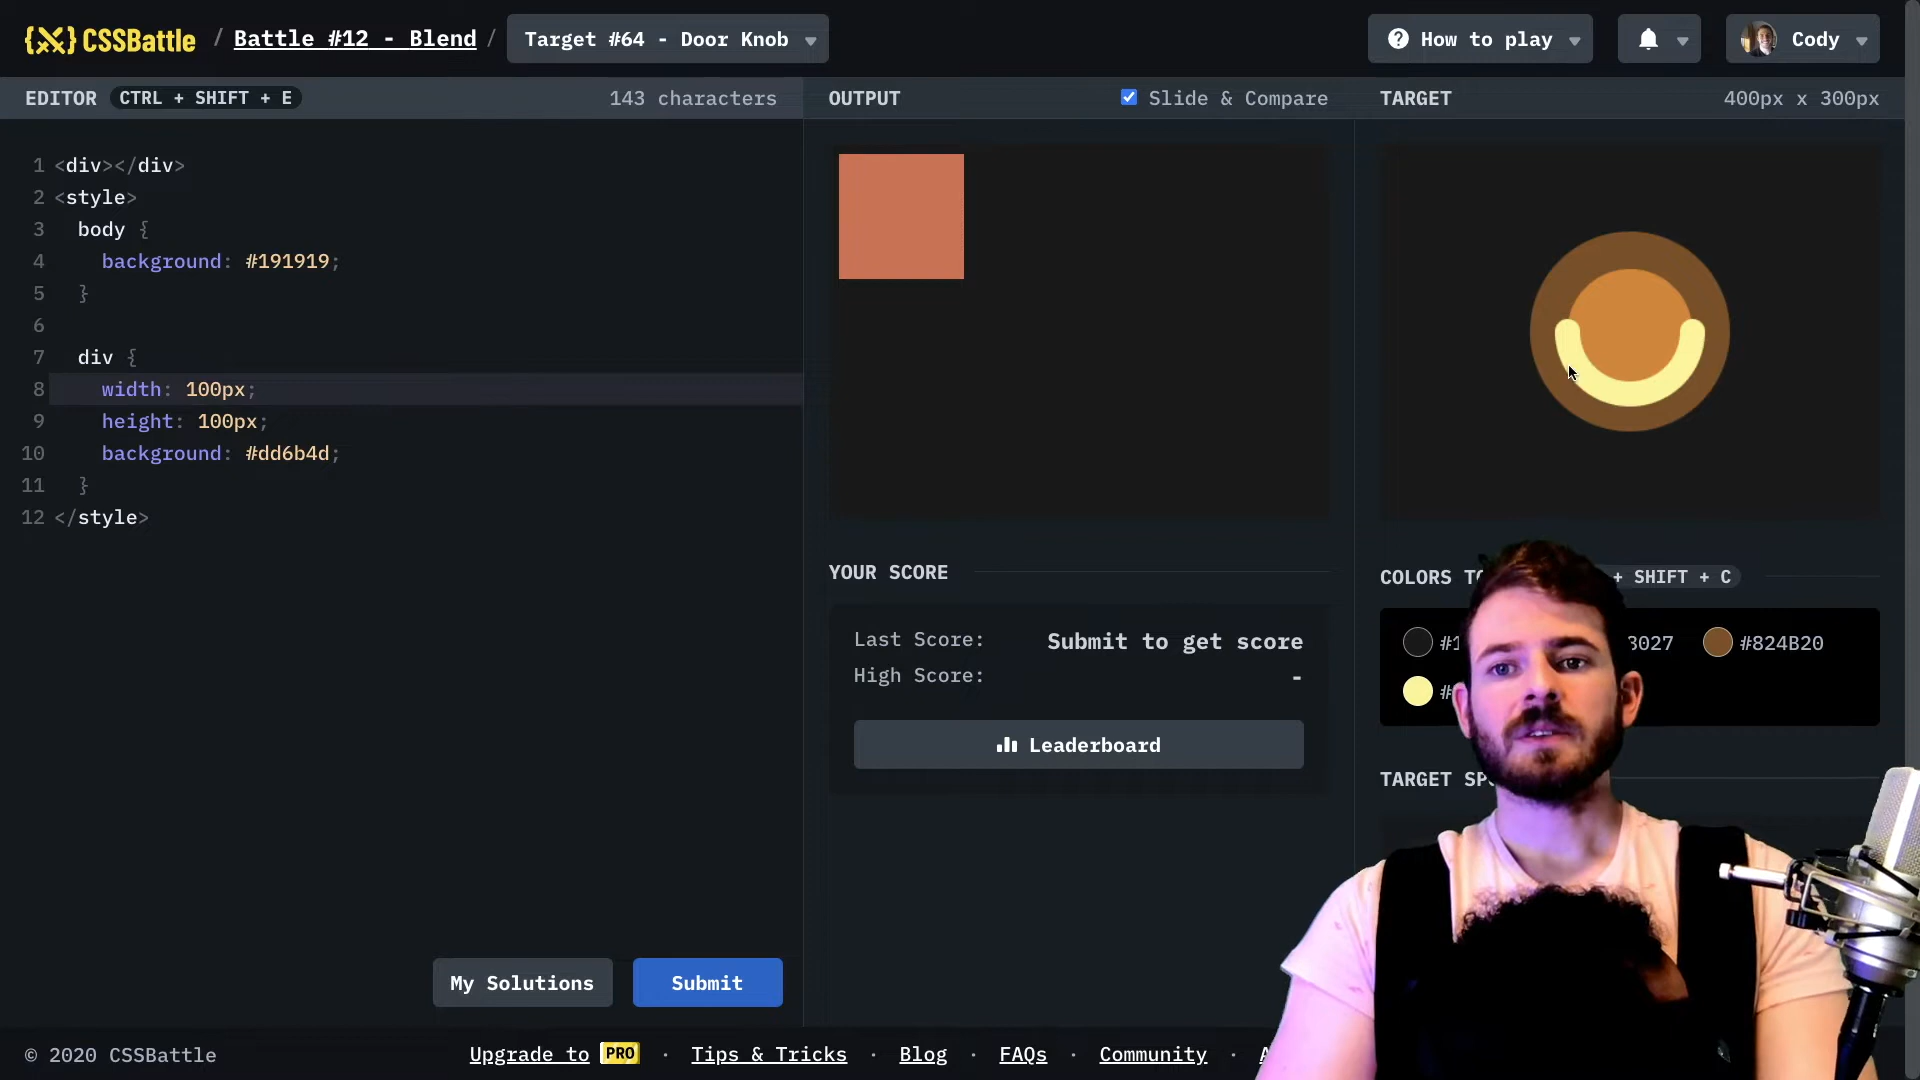 {X} CSSBattle / Battle #12 - Blend / Target #64 - Door Knob
How to play
Cody
EDITOR CTRL + SHIFT + E 143 characters
1 <div></div>
2 <style>
3 body {
4 background: #191919;
5 }
6
7 div {
8 width: 100px;
9 height: 100px;
10 background: #dd6b4d;
11 }
12 </style>
My Solutions
Submit
OUTPUT Slide & Compare
YOUR SCORE
Last Score: Submit to get score
High Score: -
Leaderboard
TARGET 400px x 300px
COLORS + SHIFT + C
#824B20
TARGET
© 2020 CSSBattle
Upgrade to PRO · Tips & Tricks · Blog · FAQs · Community ·